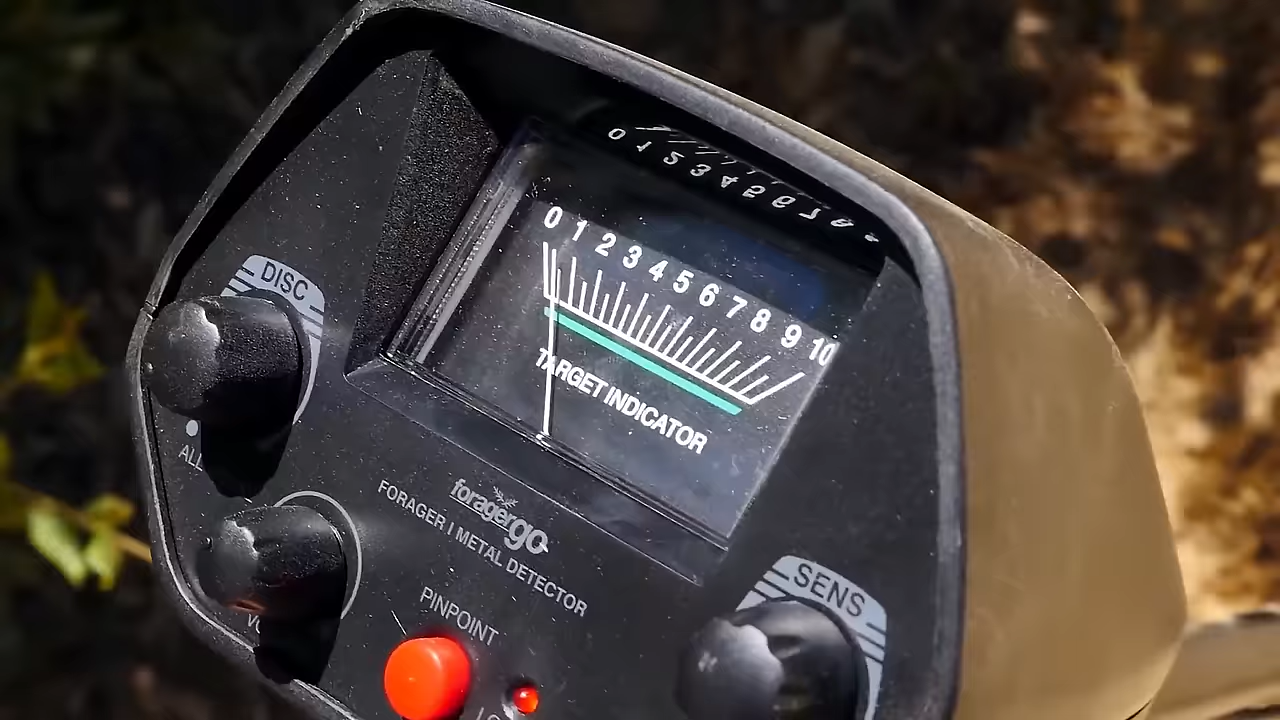 0 1 2 3 4 5 6 7 8 9 10
TARGET INDICATOR
DISC
ALL
foragergo
FORAGER I METAL DETECTOR
PINPOINT
SENS